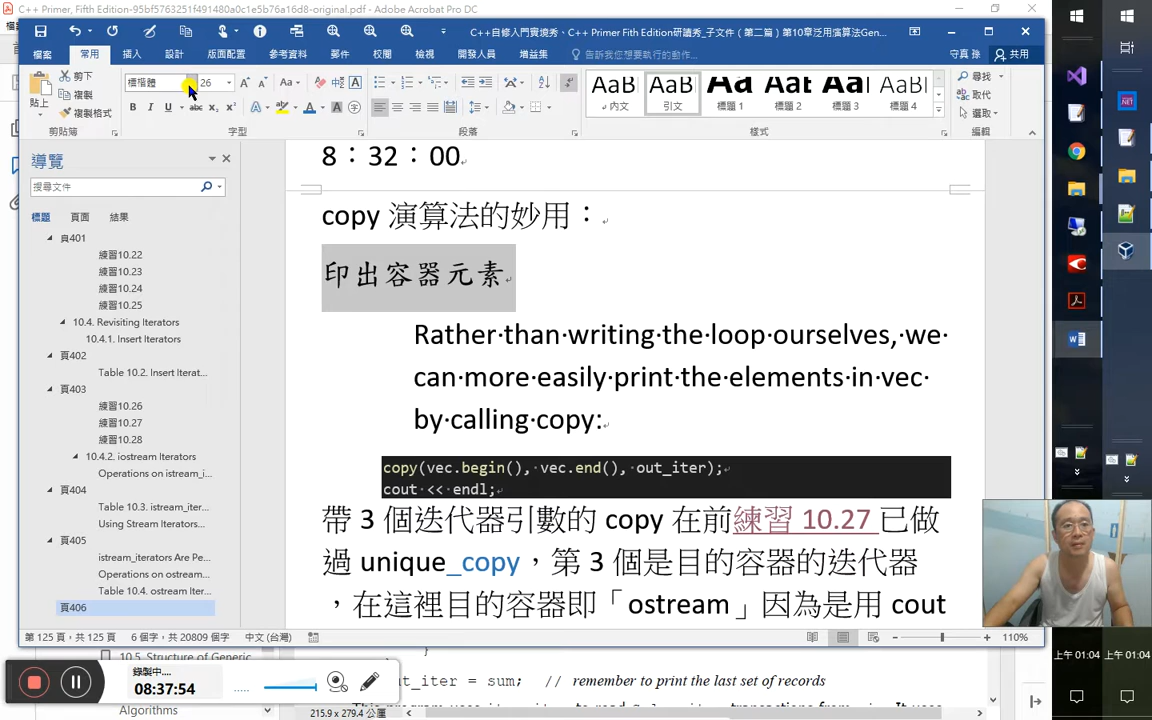 C++ Primer, Fifth Edition-95bf5763531f20c0c1e5b76a16d8-original.pdf - Adobe Acrobat Pro DC
C++自修入門實境秀、C++ Primer Fifth Edition研讀秀_子文件（第二篇）第10章泛用演算法Gen...
檔案 常用 插入 設計 版面配置 參考資料 郵件 校閱 檢視 開發人員 增益集 告訴我您想要執行的動作... 守真 孫 共用
標楷體 26
剪下
複製
複製格式
貼上
AaB AaB AaB Aat AaB AaBb
內文 引文 標題 1 標題 2 標題 3 標題 4
尋找
取代
選取
剪貼簿 字型 段落 樣式 編輯
導覽
搜尋文件
標題 頁面 結果
頁401
練習10.22
練習10.23
練習10.24
練習10.25
10.4. Revisiting Iterators
10.4.1. Insert Iterators
頁402
Table 10.2. Insert Iterat...
頁403
練習10.26
練習10.27
練習10.28
10.4.2. iostream Iterators
Operations on istream_i...
頁404
Table 10.3. istream_iter...
Using Stream Iterators...
頁405
istream_iterators Are Pe...
Operations on ostream...
Table 10.4. ostream Iter...
頁406
8：32：00
copy 演算法的妙用：
印出容器元素
Rather than writing the loop ourselves, we
can more easily print the elements in vec
by calling copy:
copy(vec.begin(), vec.end(), out_iter);
cout << endl;
帶 3 個迭代器引數的 copy 在前練習 10.27 已做
過 unique_copy，第 3 個是目的容器的迭代器
，在這裡目的容器即「ostream」因為是用 cout
第 125 頁，共 125 頁 6 個字，共 20809 個字 中文 (台灣) 110%
錄製中...
08:37:54
10.5. Structure of Generic
Algorithms
}
out_iter = sum; // remember to print the last set of records
215.9 x 279.4 公釐
上午 01:04 上午 01:04